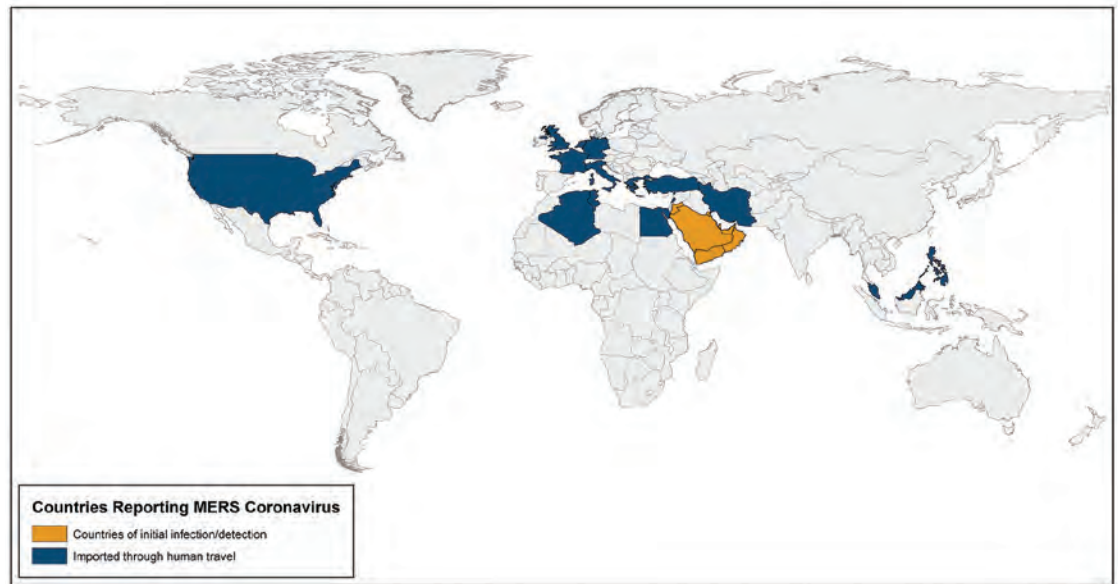 Countries Reporting MERS Coronavirus
Countries of initial infection/detection
Imported through human travel